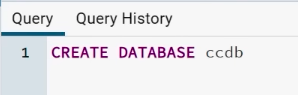 Query Query History
1 CREATE DATABASE ccdb